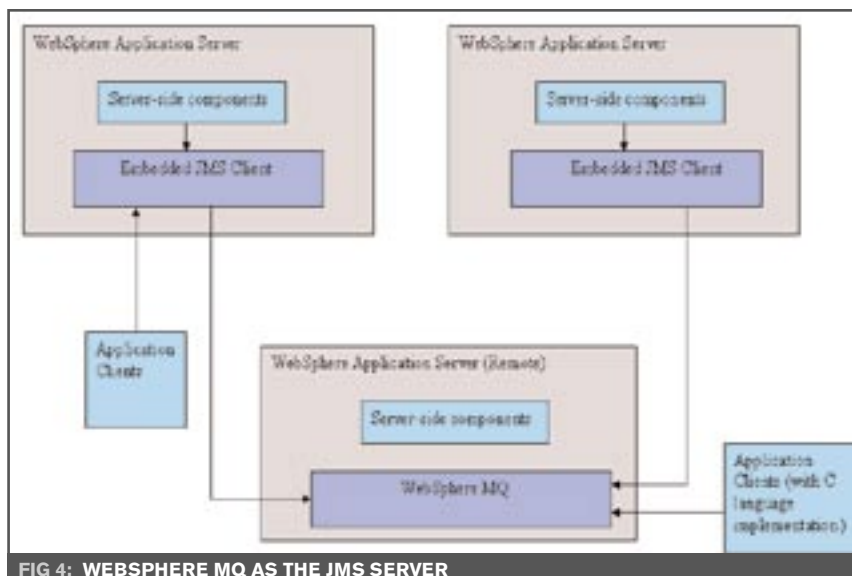 WebSphere Application Server
Server-side components
Embedded JMS Client
WebSphere Application Server
Server-side components
Embedded JMS Client
Application
Clients
WebSphere Application Server (Remote)
Server-side components
WebSphere MQ
Application
Clients (with C
language
implementation)
FIG 4: WEBSPHERE MQ AS THE JMS SERVER